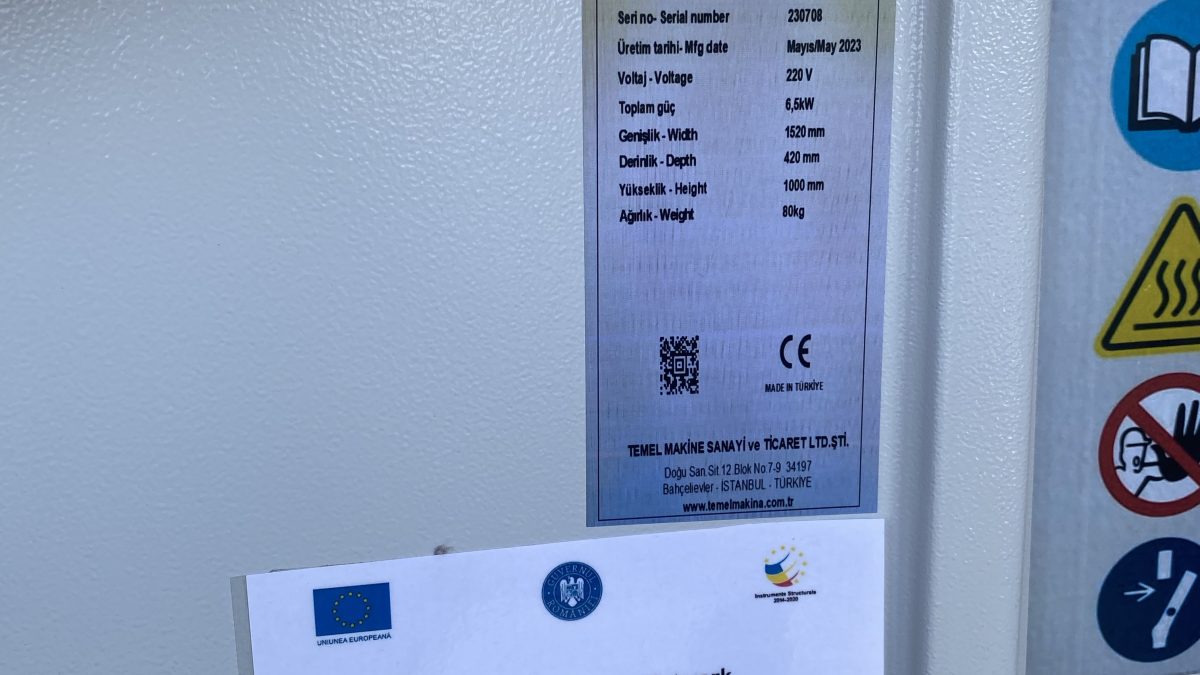 Seri no- Serial number 230708
Üretim tarihi- Mfg date Mayıs/May 2023
Voltaj - Voltage 220 V
Toplam güç 6,5kW
Genişlik - Width 1520 mm
Derinlik - Depth 420 mm
Yükseklik - Height 1000 mm
Ağırlık - Weight 80kg
CE
MADE IN TÜRKİYE
TEMEL MAKİNE SANAYİ ve TİCARET LTD.ŞTİ.
Doğu San Sit 12.Blok No.7-9 34197
Bahçelievler - İSTANBUL - TÜRKİYE
www.temelmakina.com.tr
UNIUNEA EUROPEANĂ
GUVERNUL ROMÂNIEI
Instrumente Structurale
2014-2020